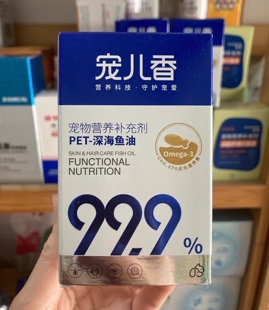 宠儿香
营养科技·守护宠爱
宠物营养补充剂
PET-深海鱼油
SKIN & HAIR CARE FISH OIL
FUNCTIONAL
NUTRITION
Omega-3
99.9%